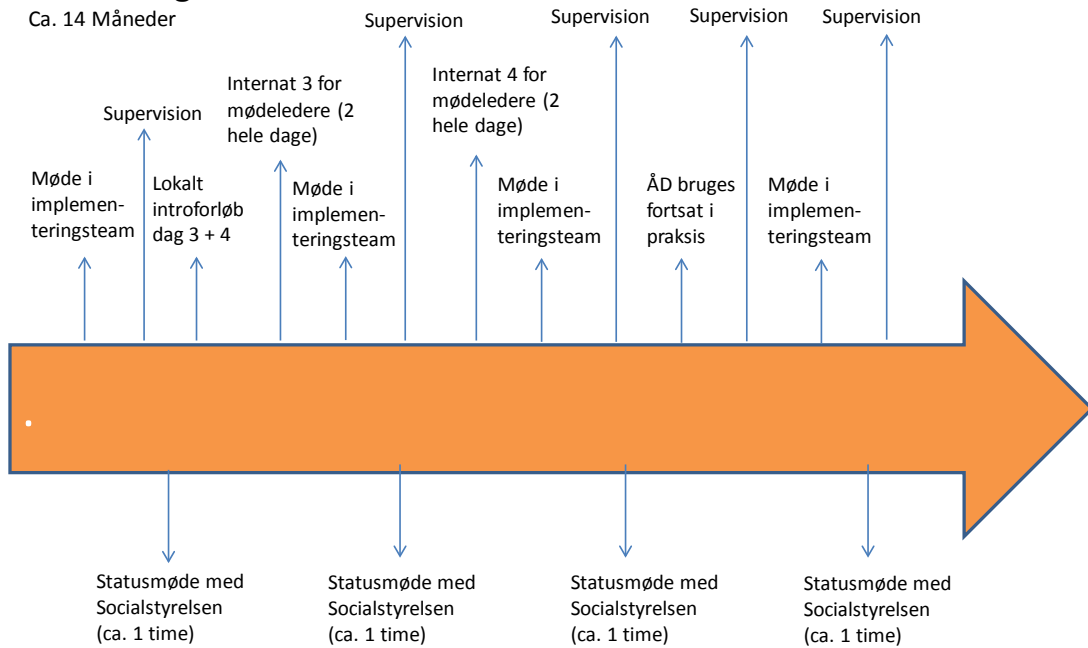 Ca. 14 Måneder
Supervision
Supervision
Supervision
Supervision
Internat 3 for
mødeledere (2
hele dage)
Internat 4 for
mødeledere (2
hele dage)
Supervision
Møde i
implemen-
teringsteam
Lokalt
introforløb
dag 3 + 4
Møde i
implemen-
teringsteam
Møde i
implemen-
teringsteam
ÅD bruges
fortsat i
praksis
Møde i
implemen-
teringsteam
Statusmøde med
Socialstyrelsen
(ca. 1 time)
Statusmøde med
Socialstyrelsen
(ca. 1 time)
Statusmøde med
Socialstyrelsen
(ca. 1 time)
Statusmøde med
Socialstyrelsen
(ca. 1 time)